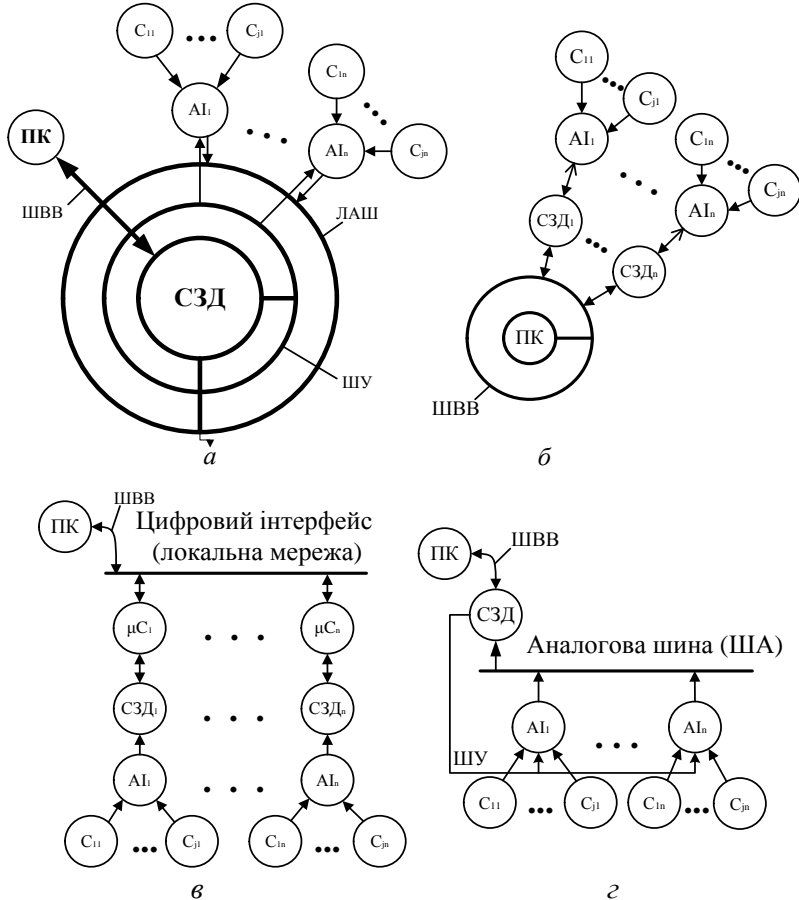 C₁₁
Cⱼ₁
AI₁
C₁ₙ
AIₙ
Cⱼₙ
ПК
ШВВ
ЛАШ
СЗД
ШУ
а
C₁₁
Cⱼ₁
AI₁
C₁ₙ
Cⱼₙ
AIₙ
СЗД₁
СЗДₙ
ПК
ШВВ
б
ШВВ
ПК
Цифровий інтерфейс
(локальна мережа)
μC₁
μCₙ
СЗД₁
СЗДₙ
AI₁
AIₙ
C₁₁
Cⱼ₁
C₁ₙ
Cⱼₙ
в
ПК
ШВВ
СЗД
Аналогова шина (ША)
AI₁
AIₙ
ШУ
C₁₁
Cⱼ₁
C₁ₙ
Cⱼₙ
г